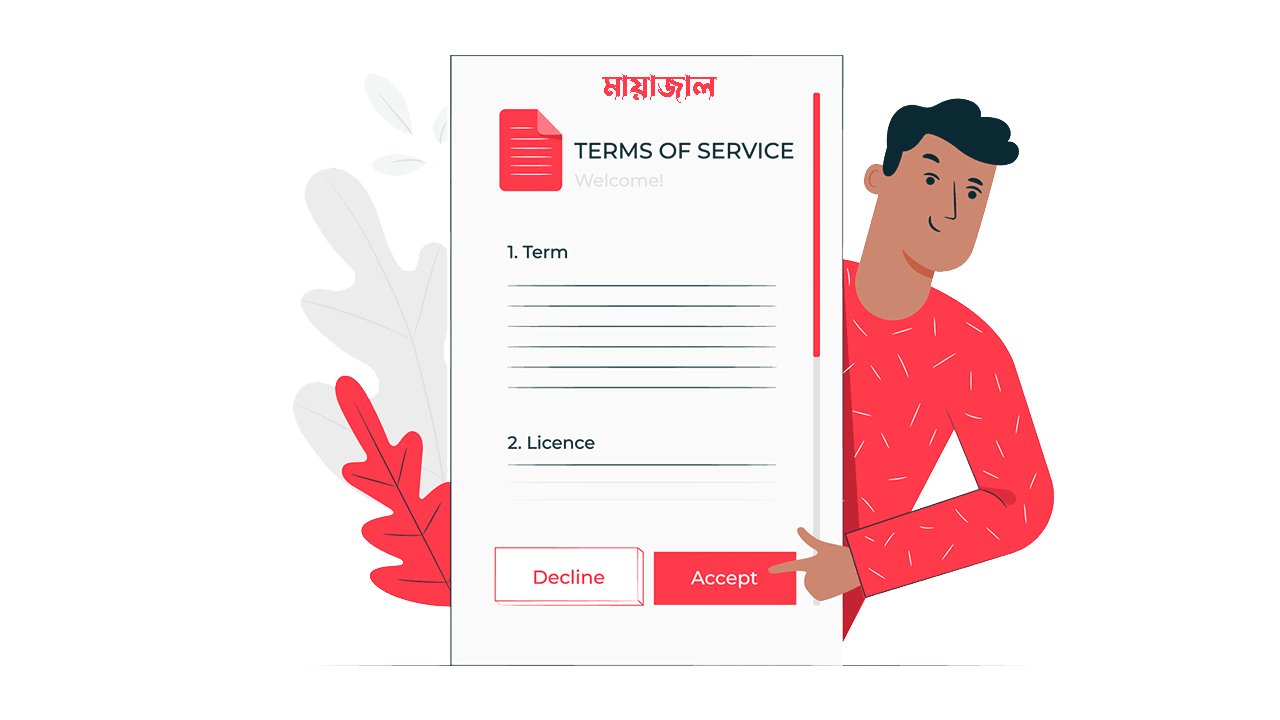 মায়াজাল
TERMS OF SERVICE
Welcome!
1. Term
2. Licence
Decline
Accept